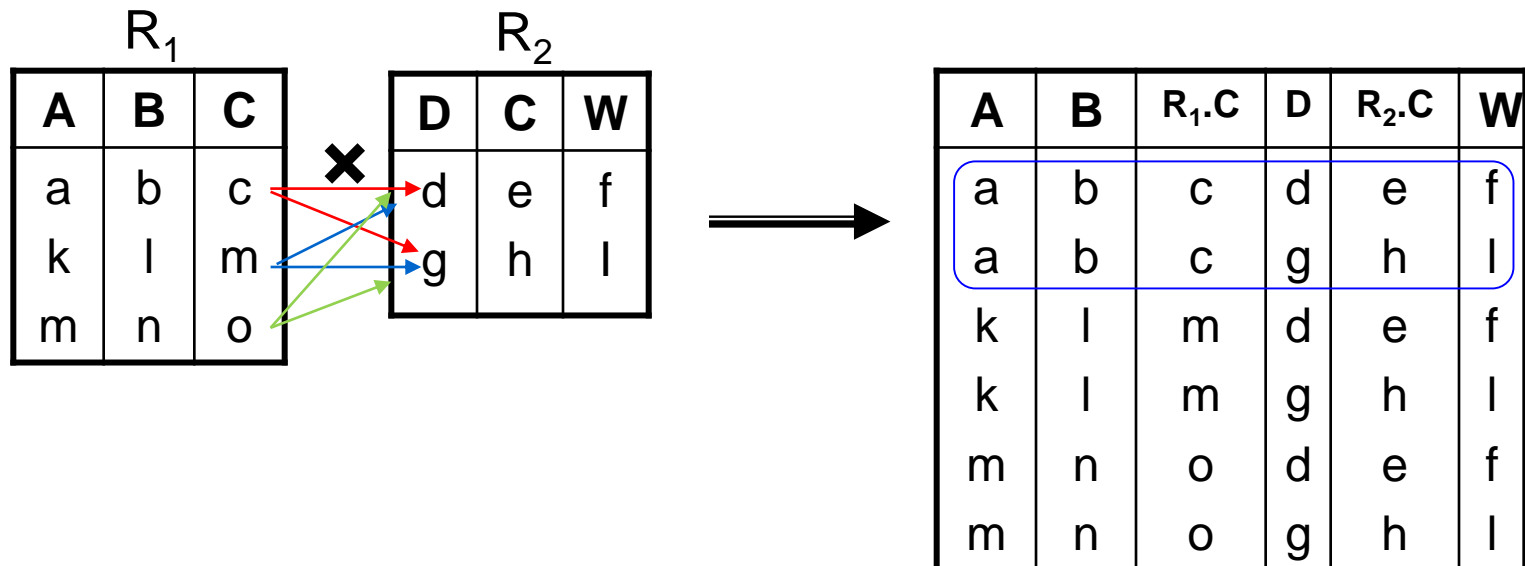 R₁ R₂
A B C D C W A B R₁.C D R₂.C W
a b c d e f a b c d e f
k l m g h l a b c g h l
m n o k l m d e f
k l m g h l
m n o d e f
m n o g h l